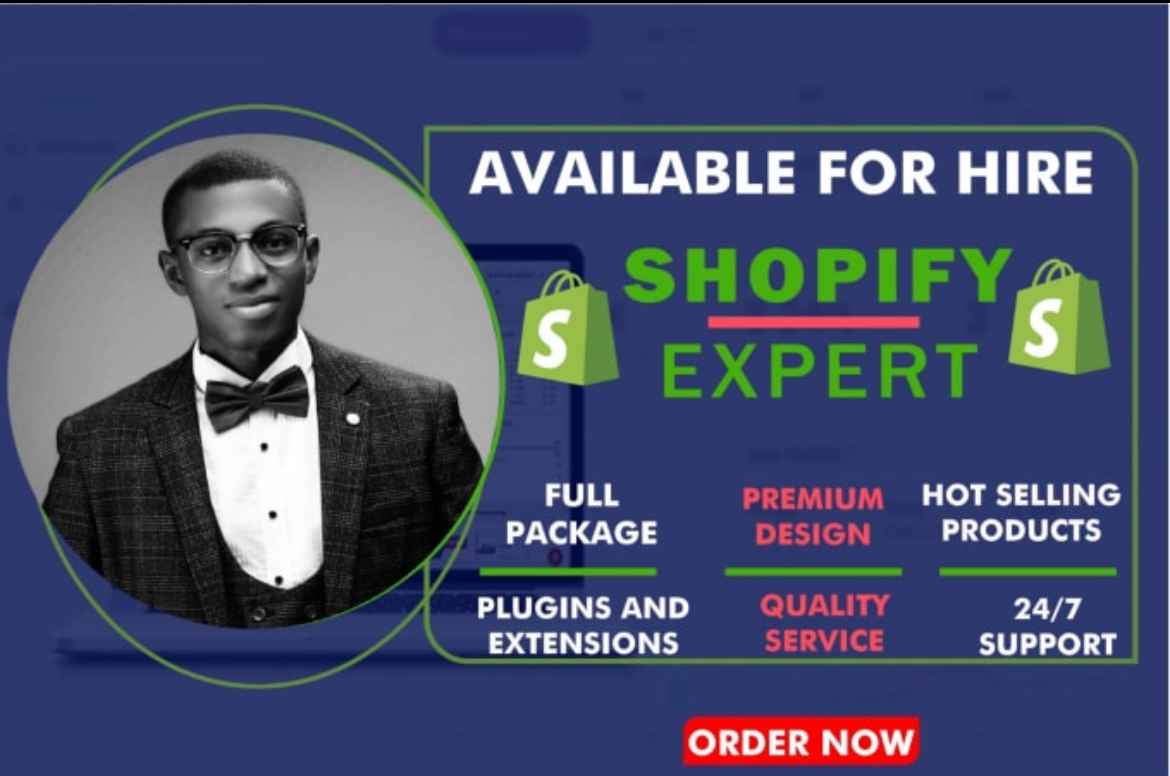 AVAILABLE FOR HIRE
SHOPIFY
EXPERT
FULL
PACKAGE
PREMIUM
DESIGN
HOT SELLING
PRODUCTS
PLUGINS AND
EXTENSIONS
QUALITY
SERVICE
24/7
SUPPORT
ORDER NOW